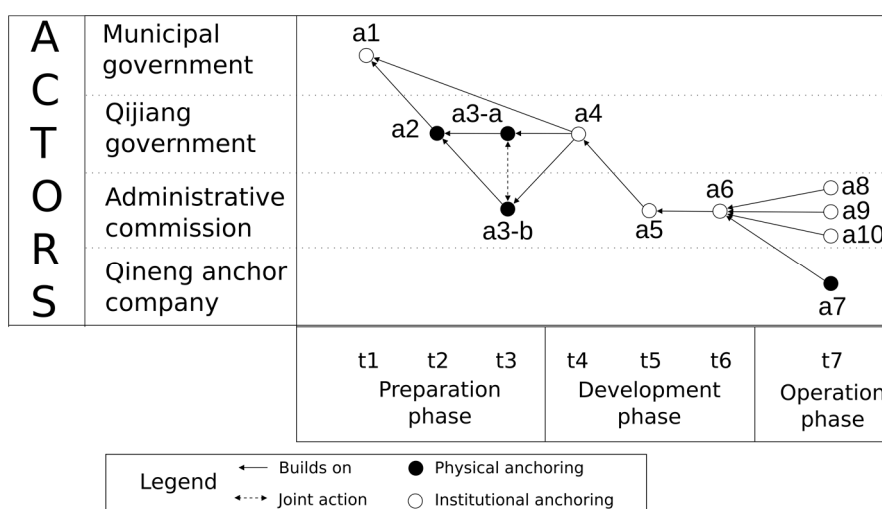 A
C
T
O
R
S
Municipal
government
Qijiang
government
Administrative
commission
Qineng anchor
company
a1
a2
a3-a
a4
a3-b
a5
a6
a8
a9
a10
a7
t1 t2 t3 t4 t5 t6 t7
Preparation
phase
Development
phase
Operation
phase
Legend
Builds on
Physical anchoring
Joint action
Institutional anchoring